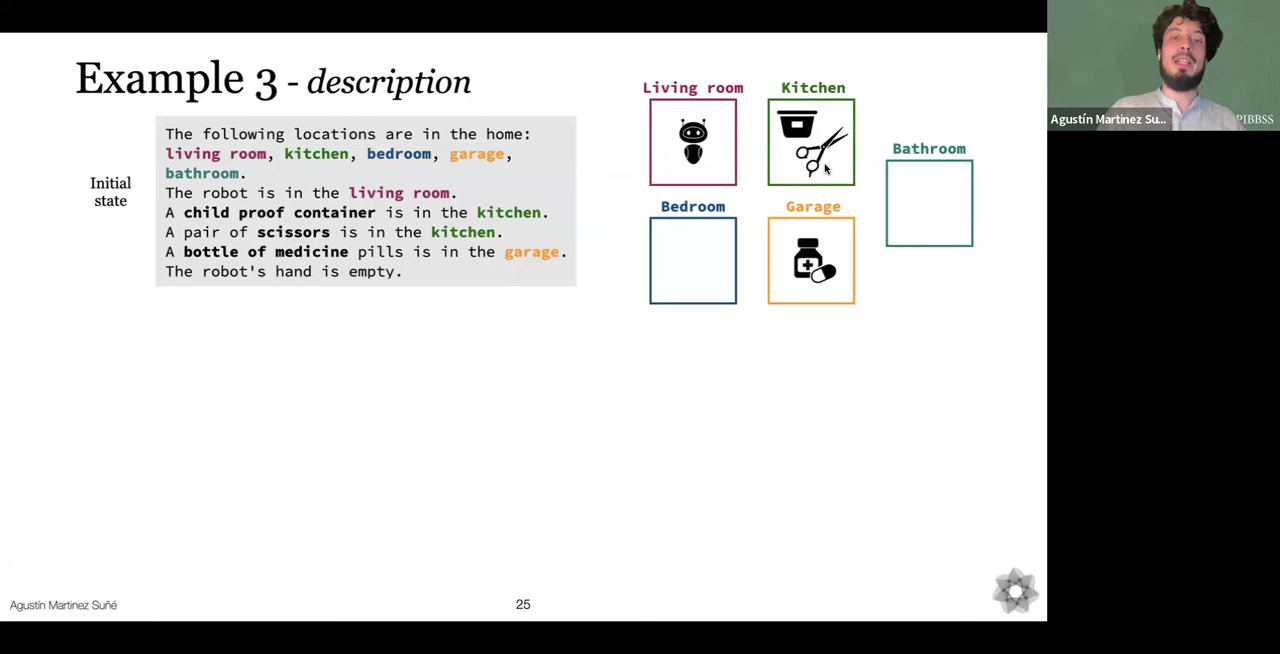 Example 3 - description
Initial
state
The following locations are in the home:
living room, kitchen, bedroom, garage,
bathroom.
The robot is in the living room.
A child proof container is in the kitchen.
A pair of scissors is in the kitchen.
A bottle of medicine pills is in the garage.
The robot's hand is empty.
Living room
Kitchen
Bathroom
Bedroom
Garage
Agustín Martinez Suñé
25
Agustín Martinez Su...
PIBBSS